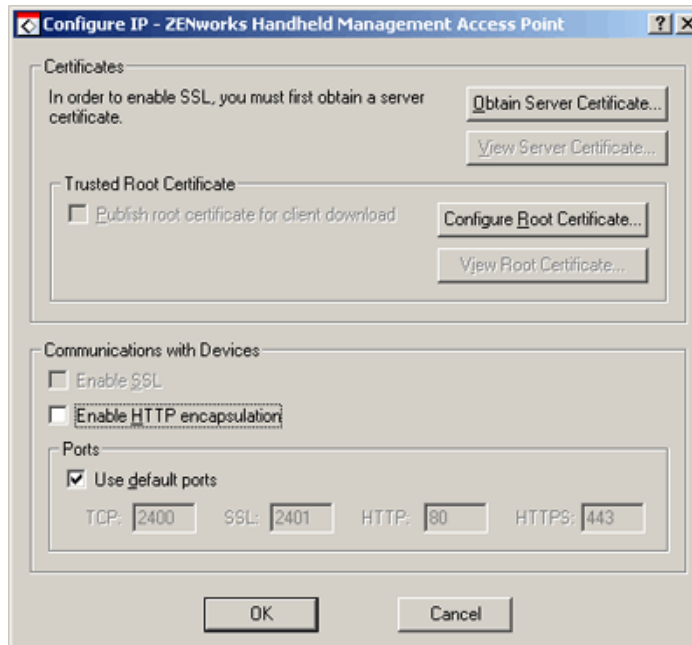 Configure IP - ZENworks Handheld Management Access Point
Certificates
In order to enable SSL, you must first obtain a server
certificate.
Obtain Server Certificate...
View Server Certificate...
Trusted Root Certificate
Publish root certificate for client download
Configure Root Certificate...
View Root Certificate...
Communications with Devices
Enable SSL
Enable HTTP encapsulation
Ports
Use default ports
TCP: 2400 SSL: 2401 HTTP: 80 HTTPS: 443
OK Cancel